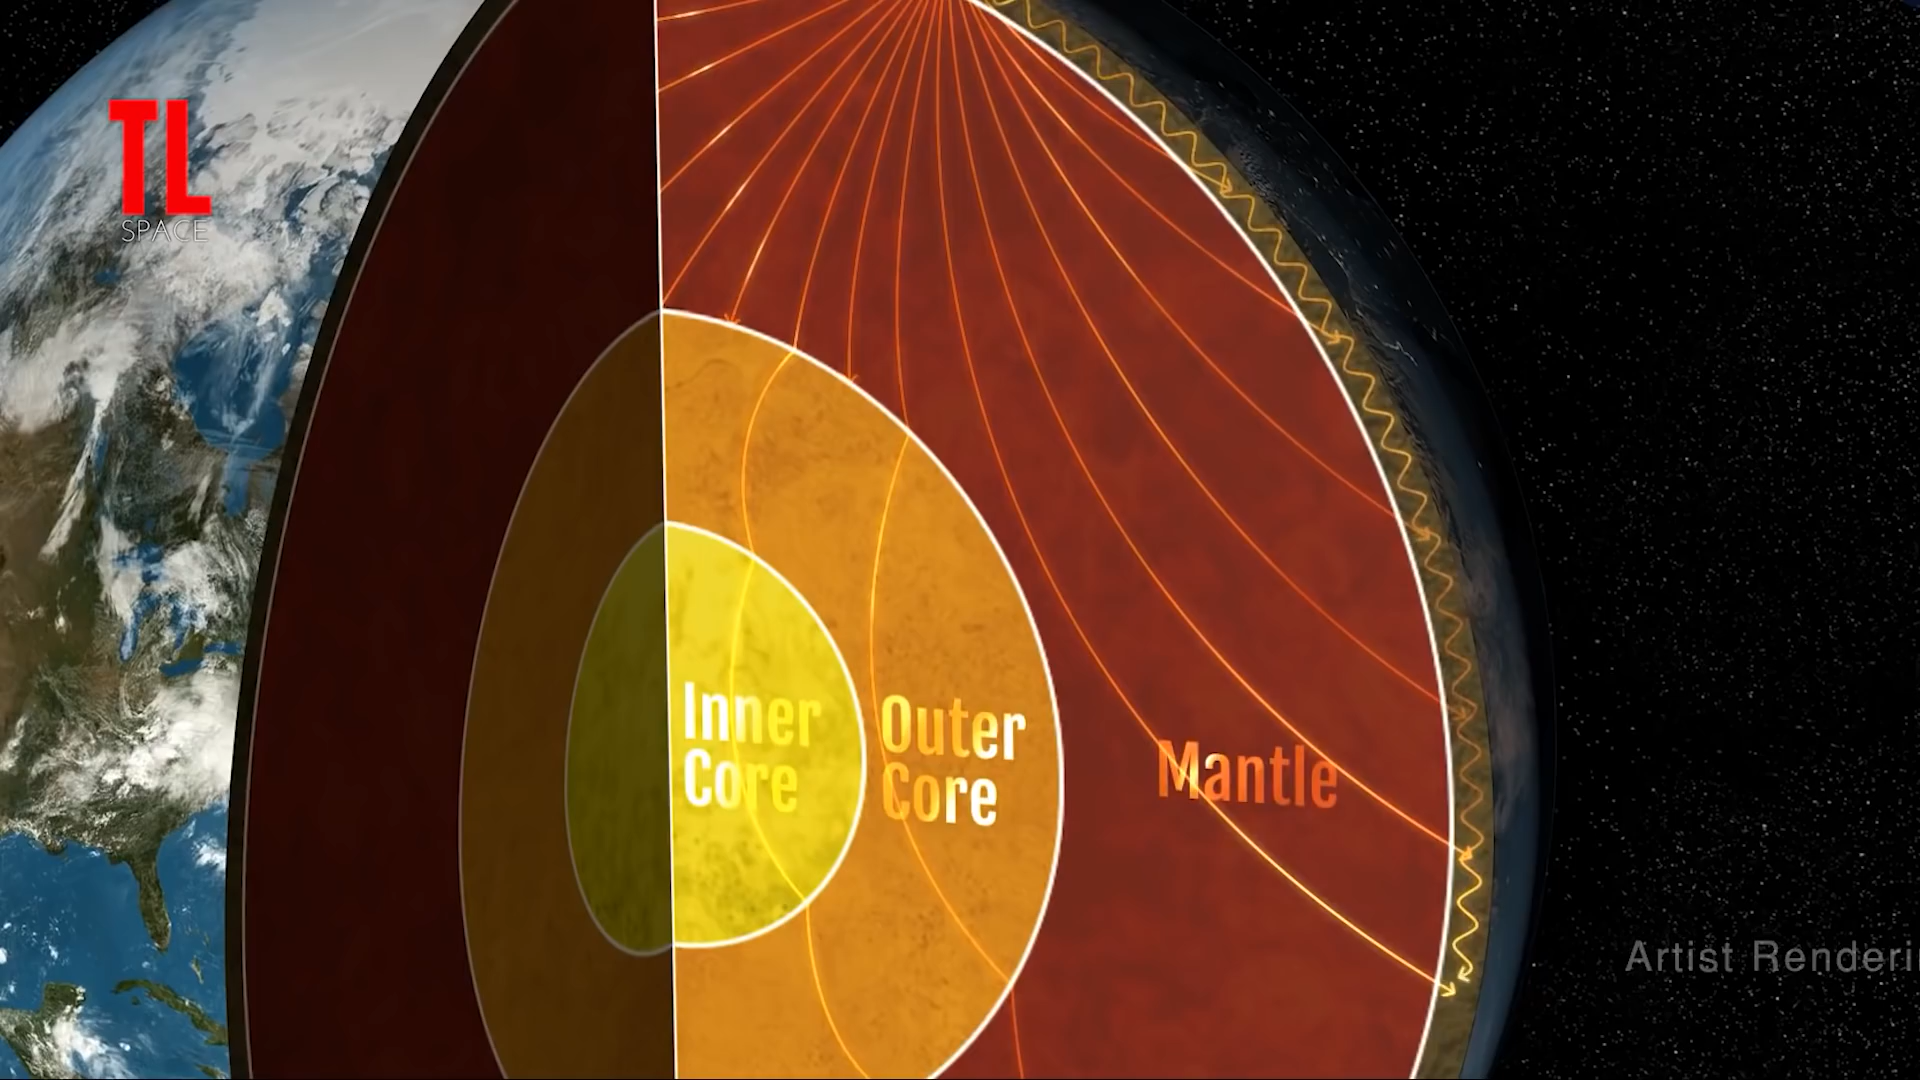 TL
SPACE
Inner
Core
Outer
Core
Mantle
Artist Renderi